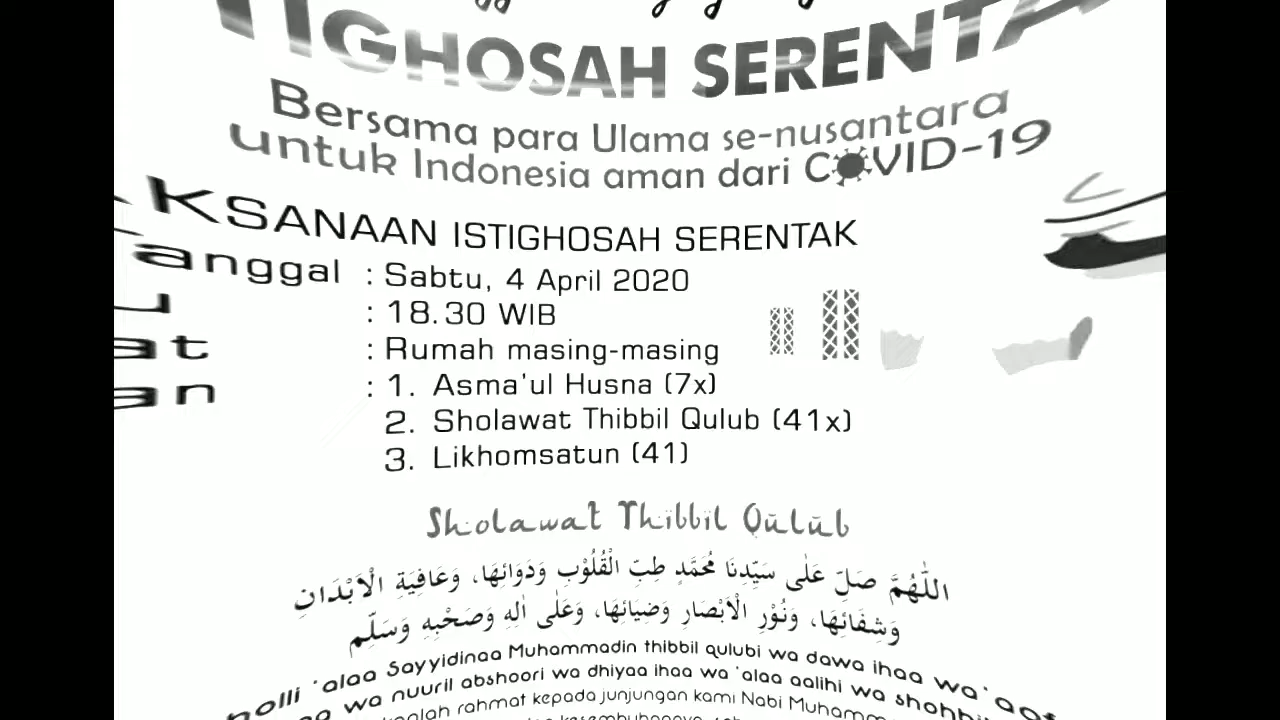 TIGHOSAH SERENTA
Bersama para Ulama se-nusantara
untuk Indonesia aman dari COVID-19
KSANAAN ISTIGHOSAH SERENTAK
anggal : Sabtu, 4 April 2020
: 18.30 WIB
at : Rumah masing-masing
an : 1. Asma'ul Husna (7x)
2. Sholawat Thibbil Qulub (41x)
3. Likhomsatun (41)
Sholawat Thibbil Qulub
اللّٰهُمَّ صَلِّ عَلٰى سَيِّدِنَا مُحَمَّدٍ طِبِّ الْقُلُوْبِ وَدَوَائِهَا، وَعَافِيَةِ الْاَبْدَانِ
وَشِفَائِهَا، وَنُوْرِ الْاَبْصَارِ وَضِيَائِهَا، وَعَلٰى اٰلِهِ وَصَحْبِهِ وَسَلِّم
holli 'alaa Sayyidinaa Muhammadin thibbil qulubi wa dawa ihaa wa'aaf
wa nuuril abshoori wa dhiyaa ihaa wa 'alaa aalihi wa shohbi
rahmat kepada junjungan kami Nabi Muhamm